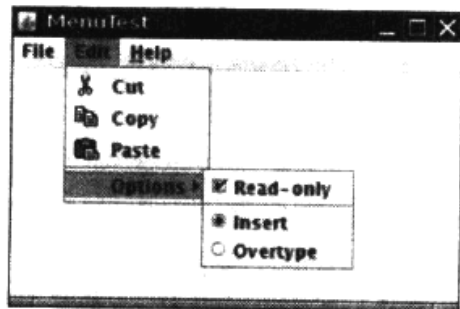 MenuTest
File Edit Help
Cut
Copy
Paste
Options
Read-only
Insert
Overtype